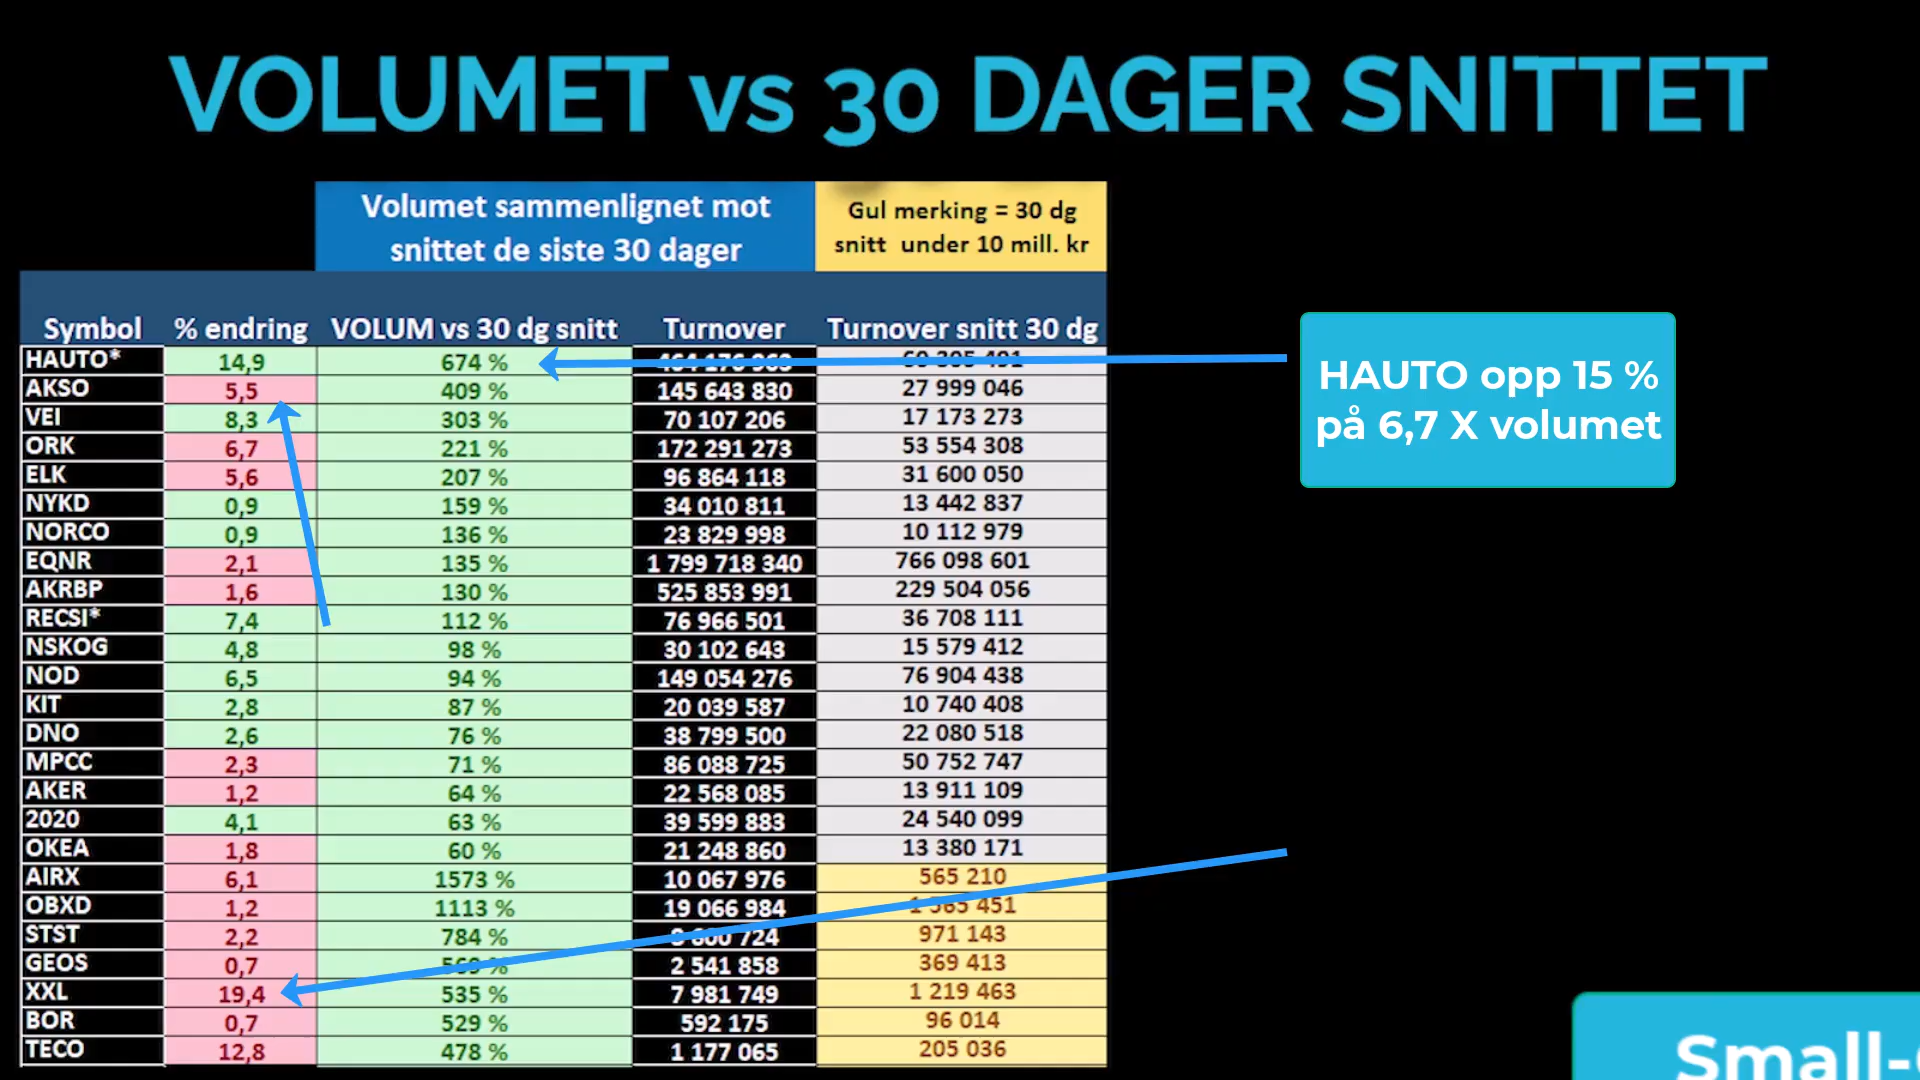 VOLUMET vs 30 DAGER SNITTET
Volumet sammenlignet mot
snittet de siste 30 dager
Gul merking = 30 dg
snitt under 10 mill. kr
Symbol % endring VOLUM vs 30 dg snitt Turnover Turnover snitt 30 dg
HAUTO* 14,9 674 %
AKSO 5,5 409 % 145 643 830 27 999 046
VEI 8,3 303 % 70 107 206 17 173 273
ORK 6,7 221 % 172 291 273 53 554 308
ELK 5,6 207 % 96 864 118 31 600 050
NYKD 0,9 159 % 34 010 811 13 442 837
NORCO 0,9 136 % 23 829 998 10 112 979
EQNR 2,1 135 % 1 799 718 340 766 098 601
AKRBP 1,6 130 % 525 853 991 229 504 056
RECSI* 7,4 112 % 76 966 501 36 708 111
NSKOG 4,8 98 % 30 102 643 15 579 412
NOD 6,5 94 % 149 054 276 76 904 438
KIT 2,8 87 % 20 039 587 10 740 408
DNO 2,6 76 % 38 799 500 22 080 518
MPCC 2,3 71 % 86 088 725 50 752 747
AKER 1,2 64 % 22 568 085 13 911 109
2020 4,1 63 % 39 599 883 24 540 099
OKEA 1,8 60 % 21 248 860 13 380 171
AIRX 6,1 1573 % 10 067 976 565 210
OBXD 1,2 1113 % 19 066 984 451
STST 2,2 784 % 724 971 143
GEOS 0,7 2 541 858 369 413
XXL 19,4 535 % 7 981 749 1 219 463
BOR 0,7 529 % 592 175 96 014
TECO 12,8 478 % 1 177 065 205 036
HAUTO opp 15 %
på 6,7 X volumet
Small-